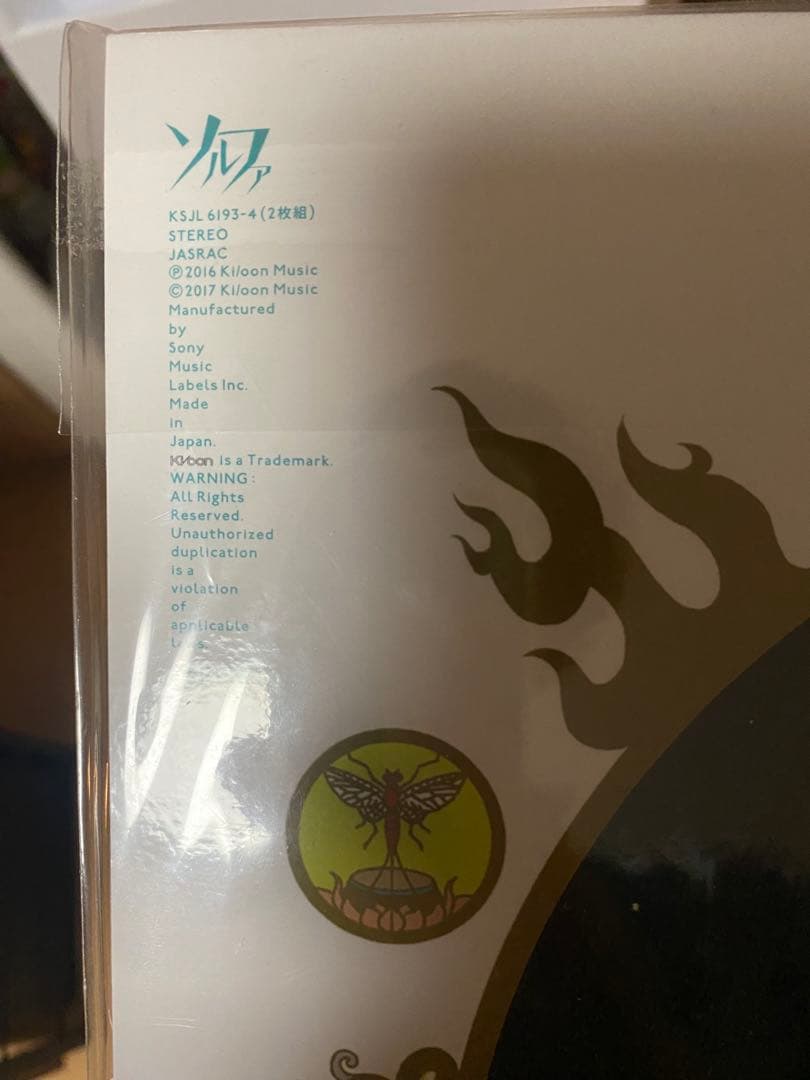 ソルファ
KSJL 6193-4(2枚組)
STEREO
JASRAC
Ⓟ2016 Ki/oon Music
©2017 Ki/oon Music
Manufactured
by
Sony
Music
Labels Inc.
Made
in
Japan.
Ki/oon is a Trademark.
WARNING:
All Rights
Reserved.
Unauthorized
duplication
is a
violation
of
applicable